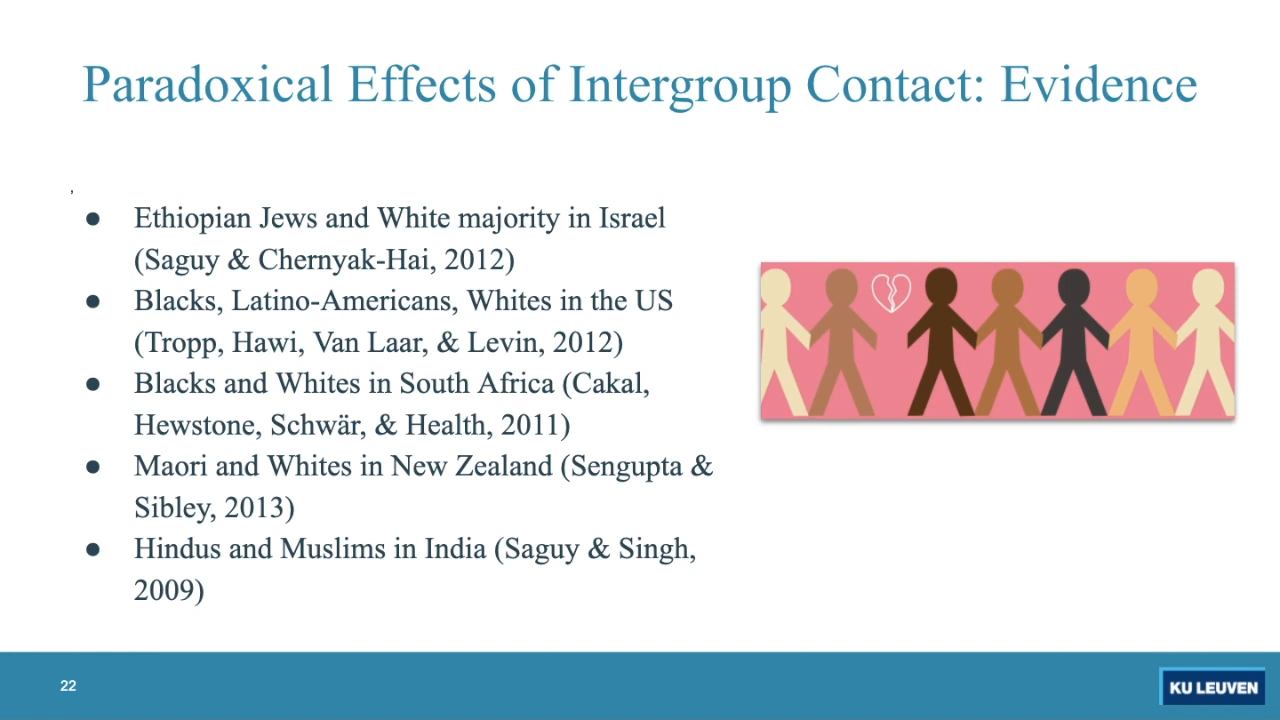 Paradoxical Effects of Intergroup Contact: Evidence
,
● Ethiopian Jews and White majority in Israel
(Saguy & Chernyak-Hai, 2012)
● Blacks, Latino-Americans, Whites in the US
(Tropp, Hawi, Van Laar, & Levin, 2012)
● Blacks and Whites in South Africa (Cakal,
Hewstone, Schwär, & Health, 2011)
● Maori and Whites in New Zealand (Sengupta &
Sibley, 2013)
● Hindus and Muslims in India (Saguy & Singh,
2009)
22
KU LEUVEN